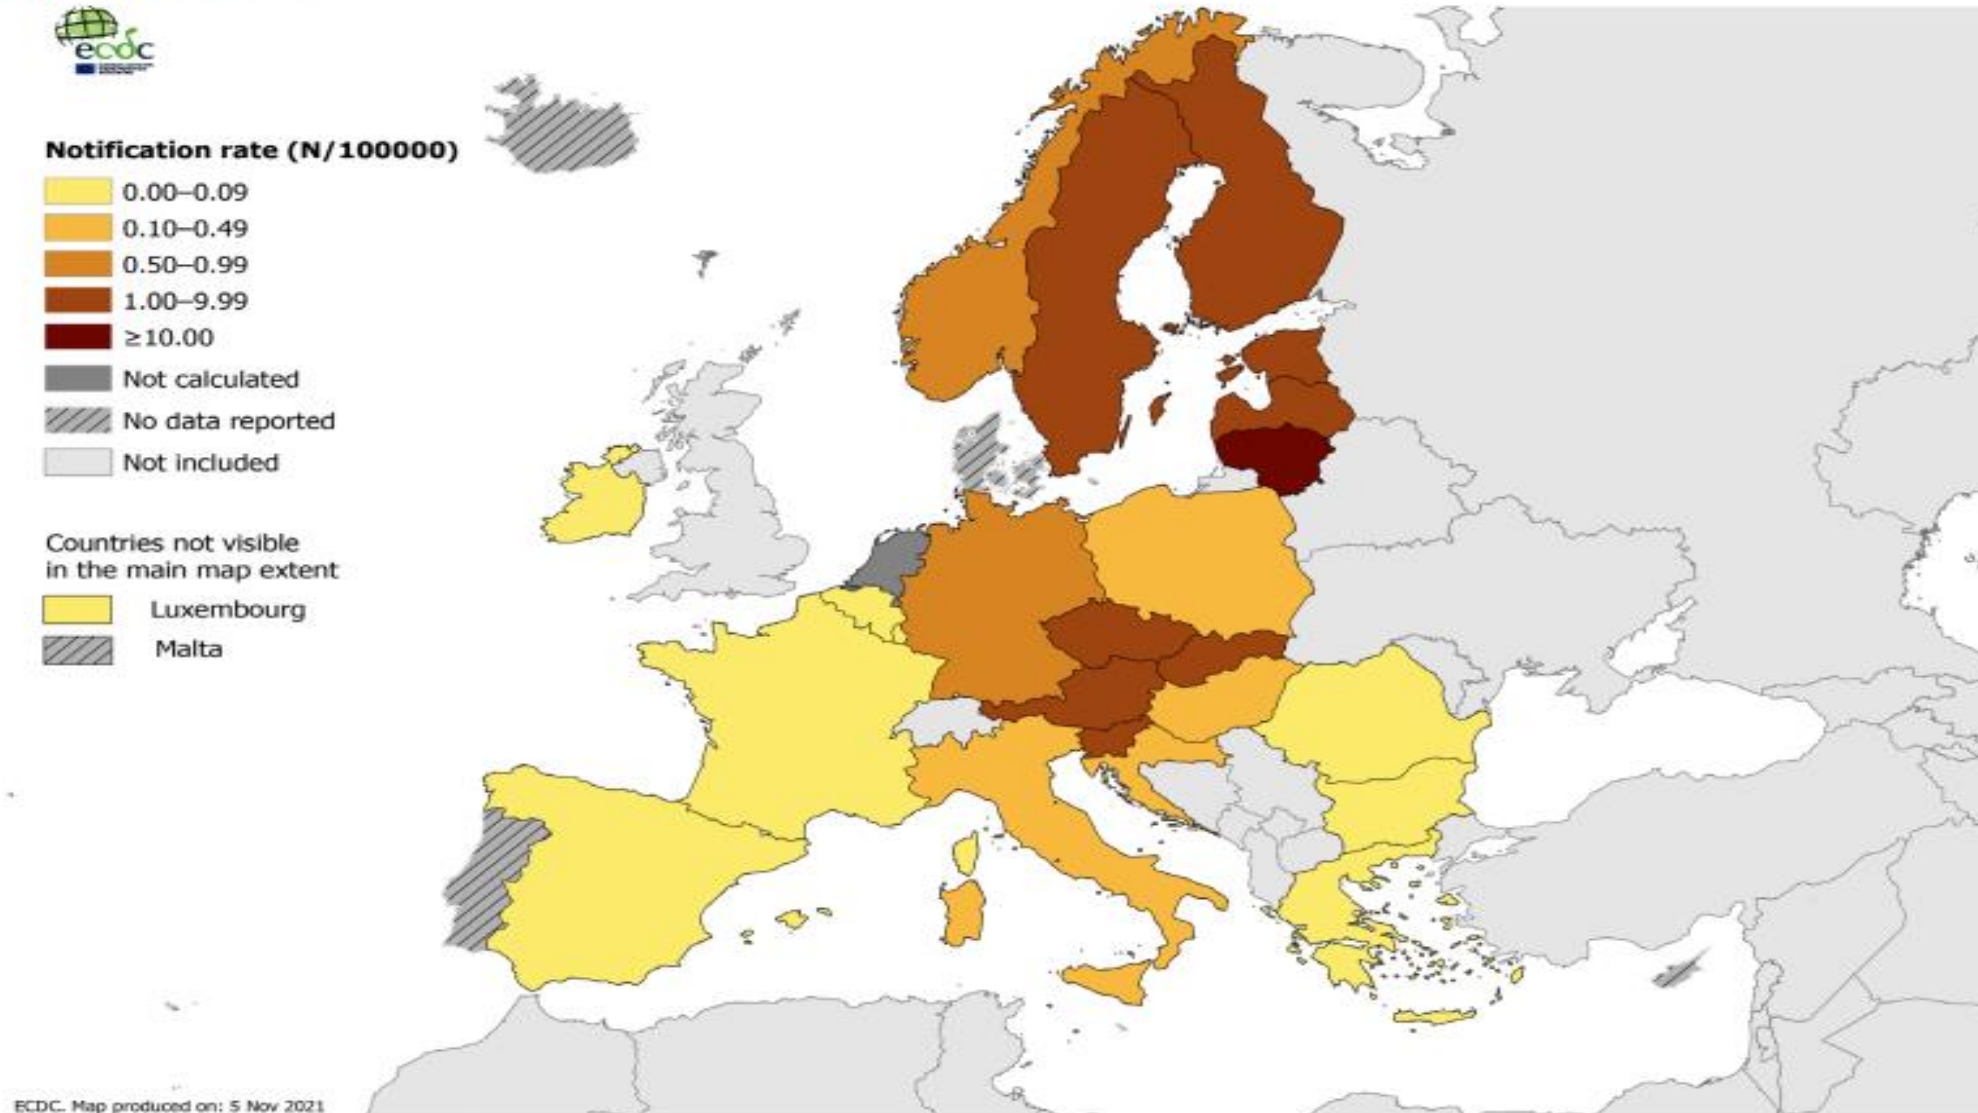 ecdc
Notification rate (N/100000)
0.00–0.09
0.10–0.49
0.50–0.99
1.00–9.99
≥10.00
Not calculated
No data reported
Not included
Countries not visible
in the main map extent
Luxembourg
Malta
ECDC. Map produced on: 5 Nov 2021